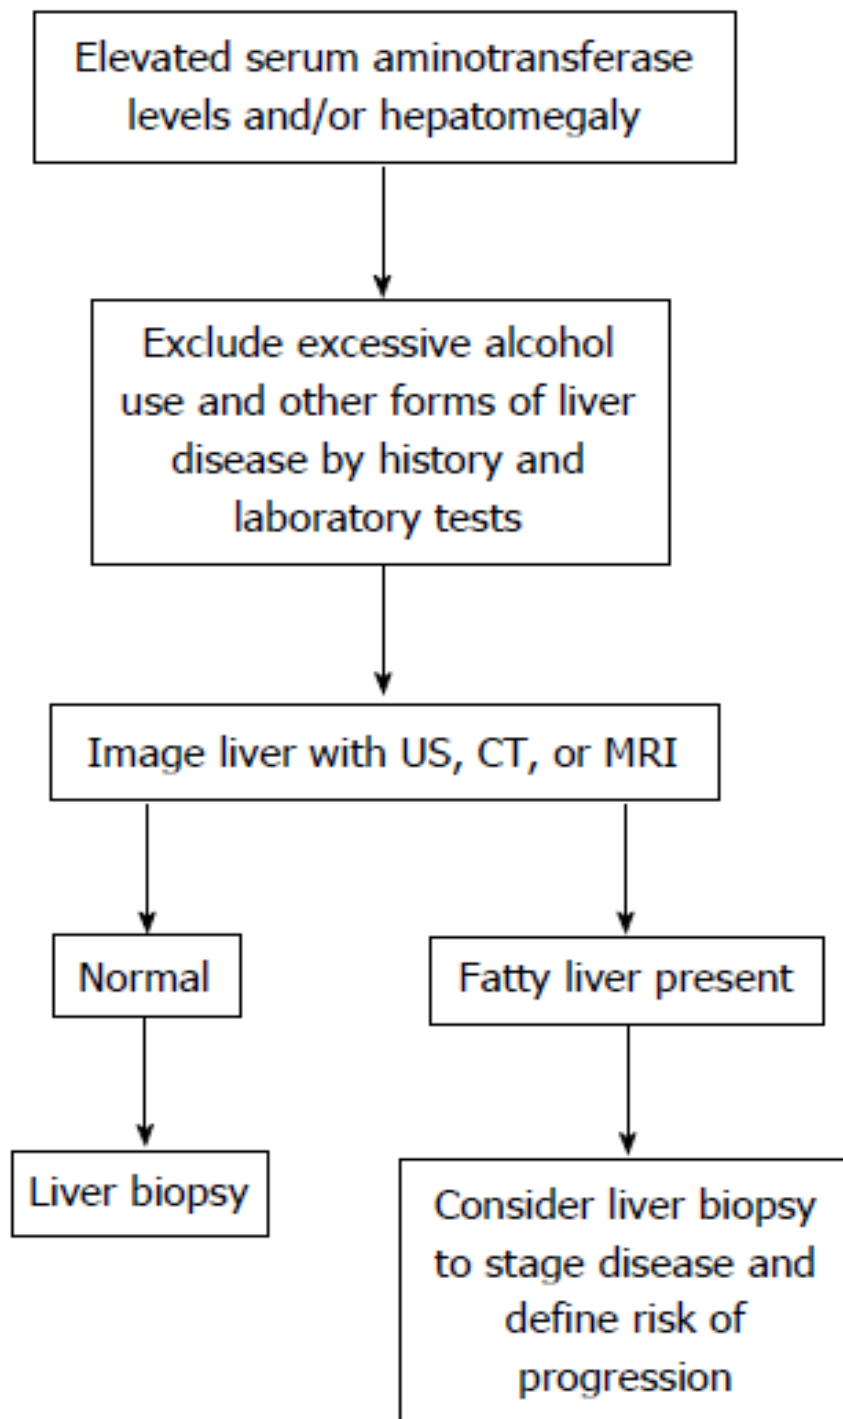 Elevated serum aminotransferase
levels and/or hepatomegaly
Exclude excessive alcohol
use and other forms of liver
disease by history and
laboratory tests
Image liver with US, CT, or MRI
Normal
Fatty liver present
Liver biopsy
Consider liver biopsy
to stage disease and
define risk of
progression